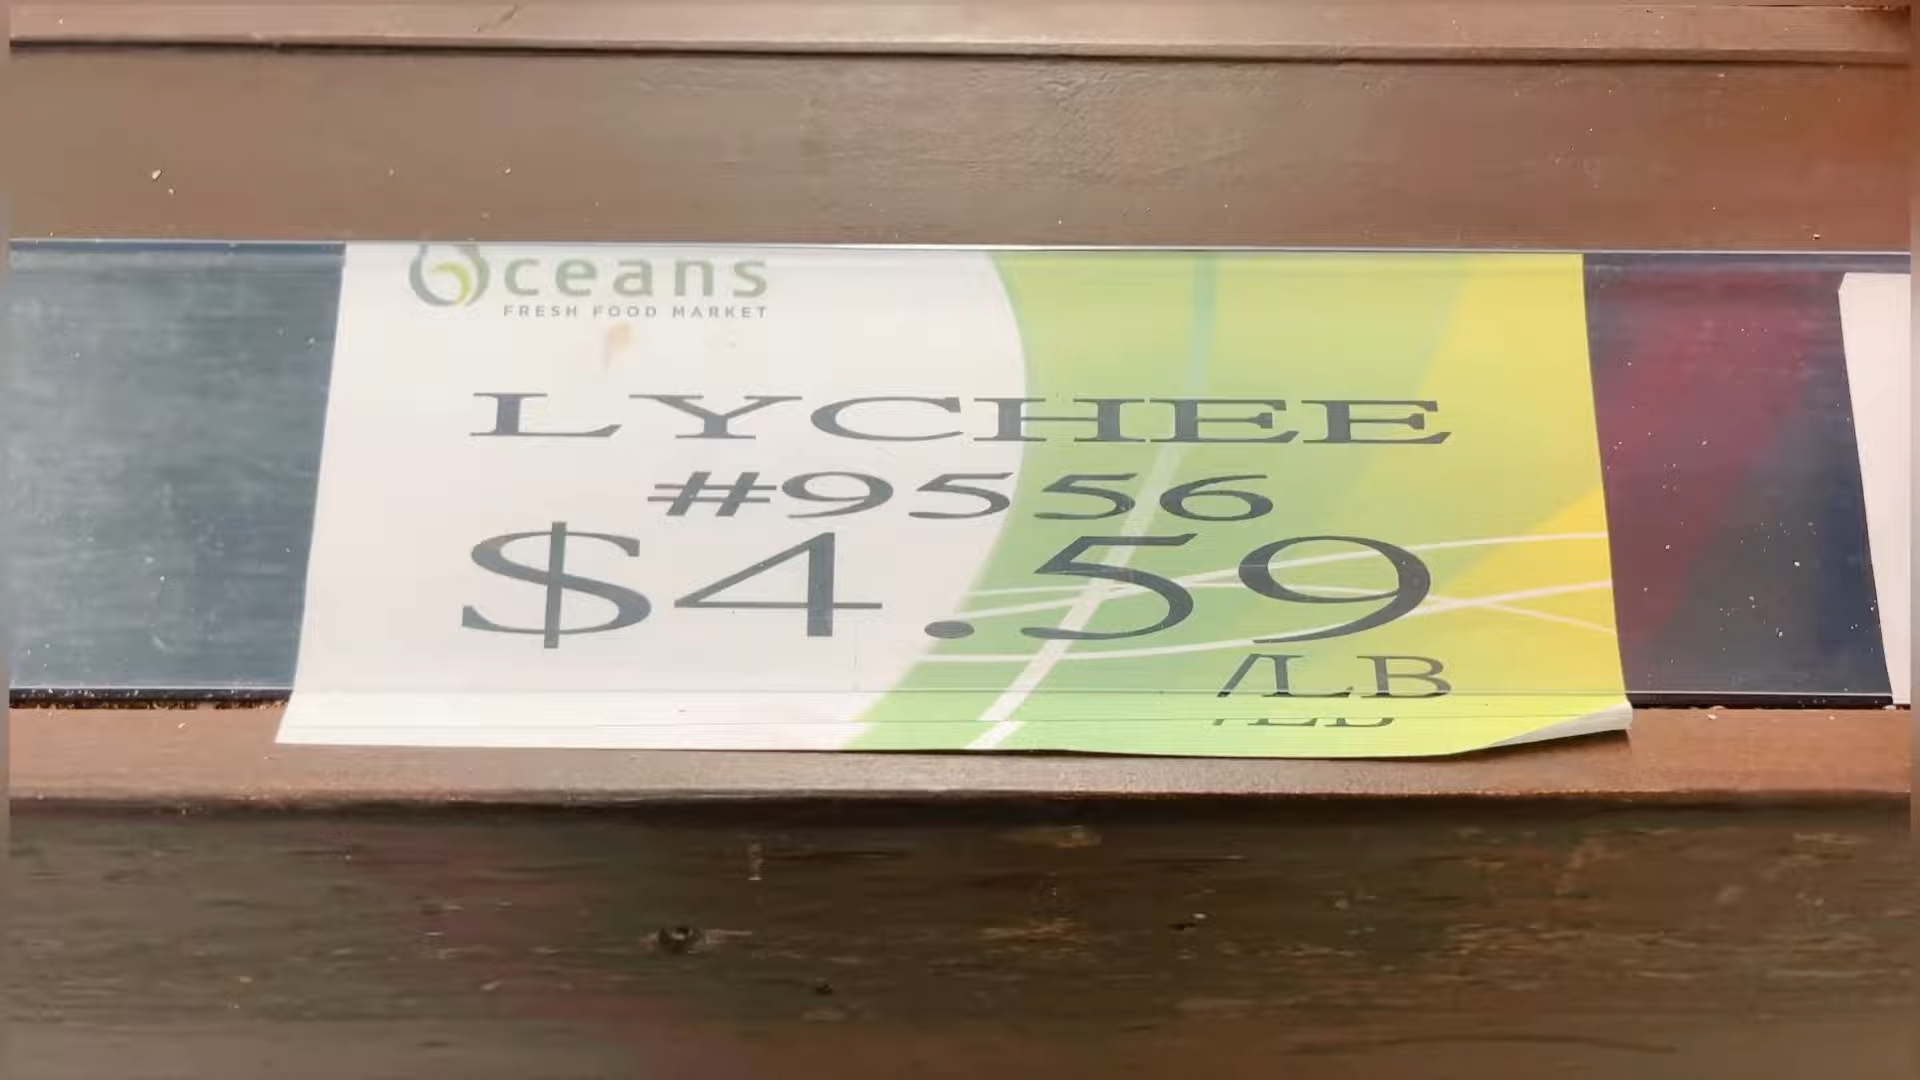 Oceans
FRESH FOOD MARKET
LYCHEE
#9556
$4.59
/LB